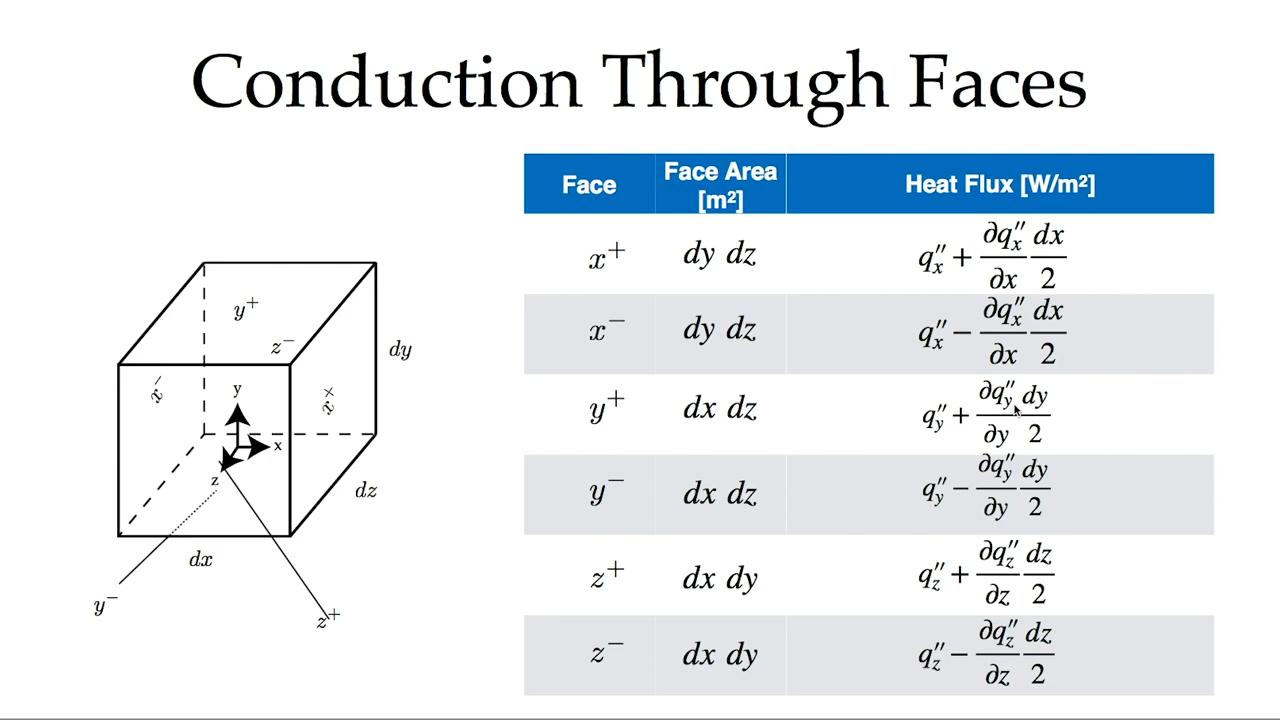 Conduction Through Faces
Face Face Area [m²] Heat Flux [W/m²]
x⁺ dy dz q″ₓ + ∂q″ₓ/∂x dx/2
x⁻ dy dz q″ₓ − ∂q″ₓ/∂x dx/2
y⁺ dx dz q″_y + ∂q″_y/∂y dy/2
y⁻ dx dz q″_y − ∂q″_y/∂y dy/2
z⁺ dx dy q″_z + ∂q″_z/∂z dz/2
z⁻ dx dy q″_z − ∂q″_z/∂z dz/2
y⁺
z⁻
dy
x⁻
y
x⁺
x
z
dz
dx
y⁻
z⁺